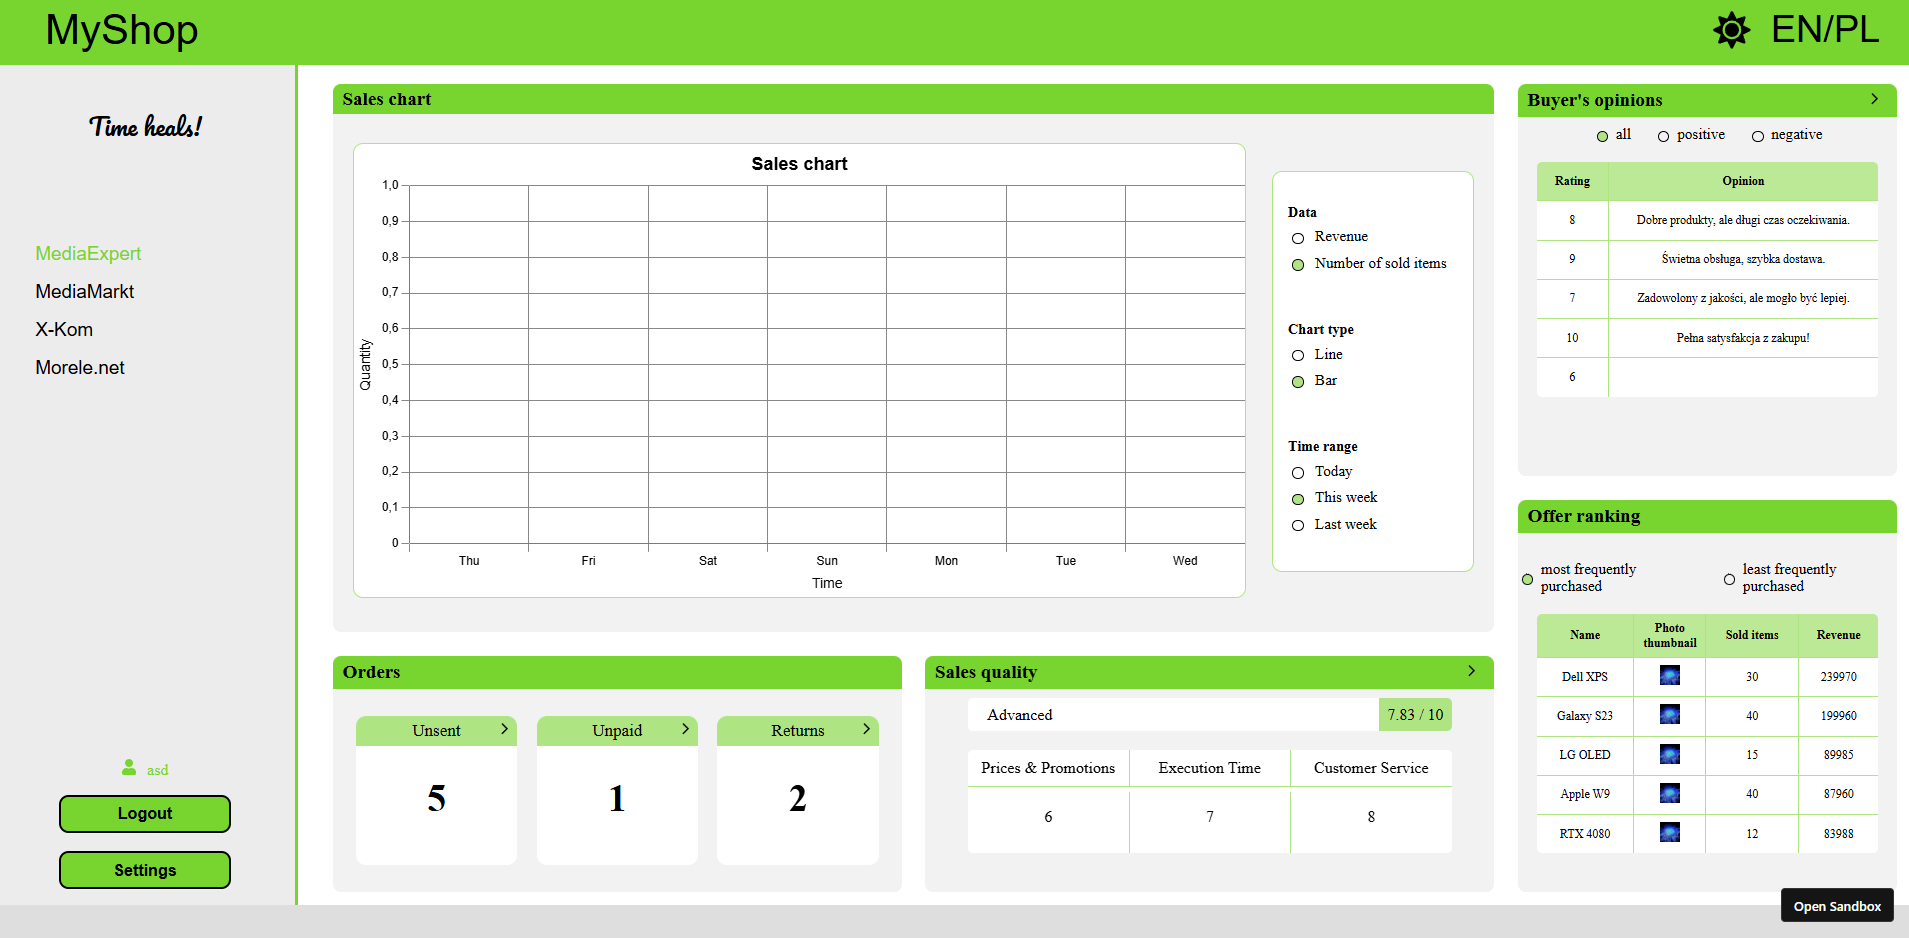 MyShop
EN/PL
Time heals!
MediaExpert
MediaMarkt
X-Kom
Morele.net
asd
Logout
Settings
Sales chart
Sales chart
1,0
0,9
0,8
0,7
0,6
0,5
0,4
0,3
0,2
0,1
0
Quantity
Thu Fri Sat Sun Mon Tue Wed
Time
Data
Revenue
Number of sold items
Chart type
Line
Bar
Time range
Today
This week
Last week
Orders
Unsent
5
Unpaid
1
Returns
2
Sales quality
Advanced 7.83 / 10
Prices & Promotions Execution Time Customer Service
6 7 8
Buyer's opinions
all positive negative
Rating Opinion
8 Dobre produkty, ale długi czas oczekiwania.
9 Świetna obsługa, szybka dostawa.
7 Zadowolony z jakości, ale mogło być lepiej.
10 Pełna satysfakcja z zakupu!
6
Offer ranking
most frequently
purchased
least frequently
purchased
Name Photo thumbnail Sold items Revenue
Dell XPS 30 239970
Galaxy S23 40 199960
LG OLED 15 89985
Apple W9 40 87960
RTX 4080 12 83988
Open Sandbox